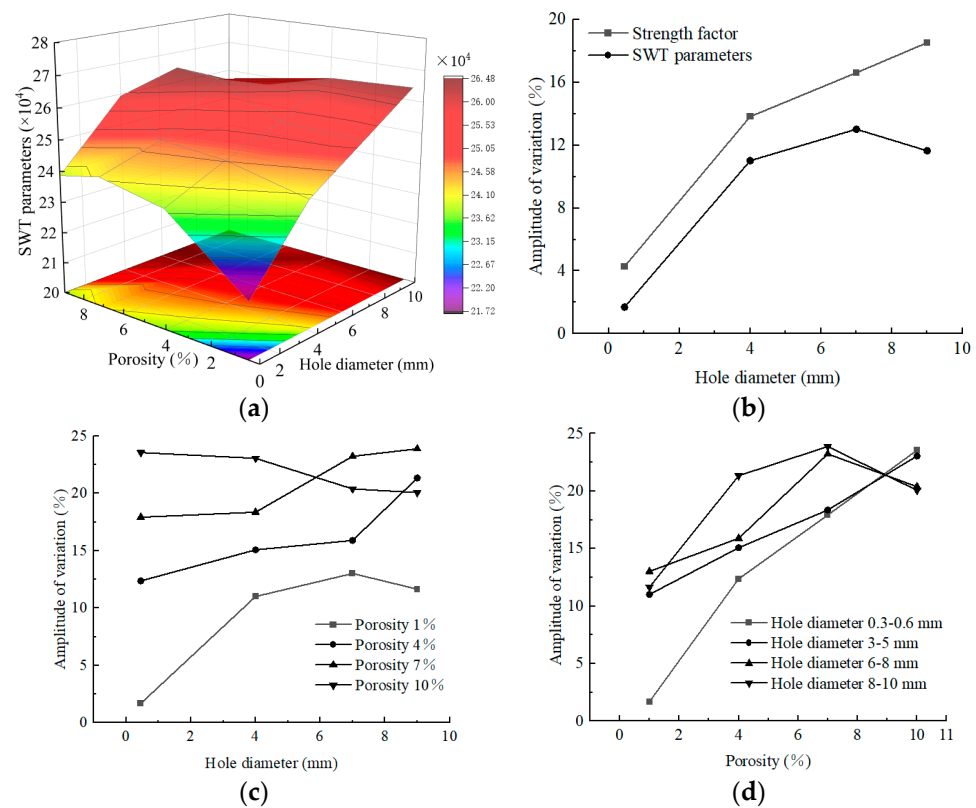 28
27
26
25
24
23
22
21
20
SWT parameters (×10⁴)
8
6
4
2
0
Porosity (%)
2
4
6
8
10
Hole diameter (mm)
×10⁴
26.48
26.00
25.53
25.05
24.58
24.10
23.62
23.15
22.67
22.20
21.72
(a)
20
16
12
8
4
0
Amplitude of variation (%)
Strength factor
SWT parameters
0 2 4 6 8 10
Hole diameter (mm)
(b)
25
20
15
10
5
0
Amplitude of variation (%)
Porosity 1%
Porosity 4%
Porosity 7%
Porosity 10%
0 2 4 6 8 10
Hole diameter (mm)
(c)
25
20
15
10
5
0
Amplitude of variation (%)
Hole diameter 0.3-0.6 mm
Hole diameter 3-5 mm
Hole diameter 6-8 mm
Hole diameter 8-10 mm
0 2 4 6 8 10 11
Porosity (%)
(d)